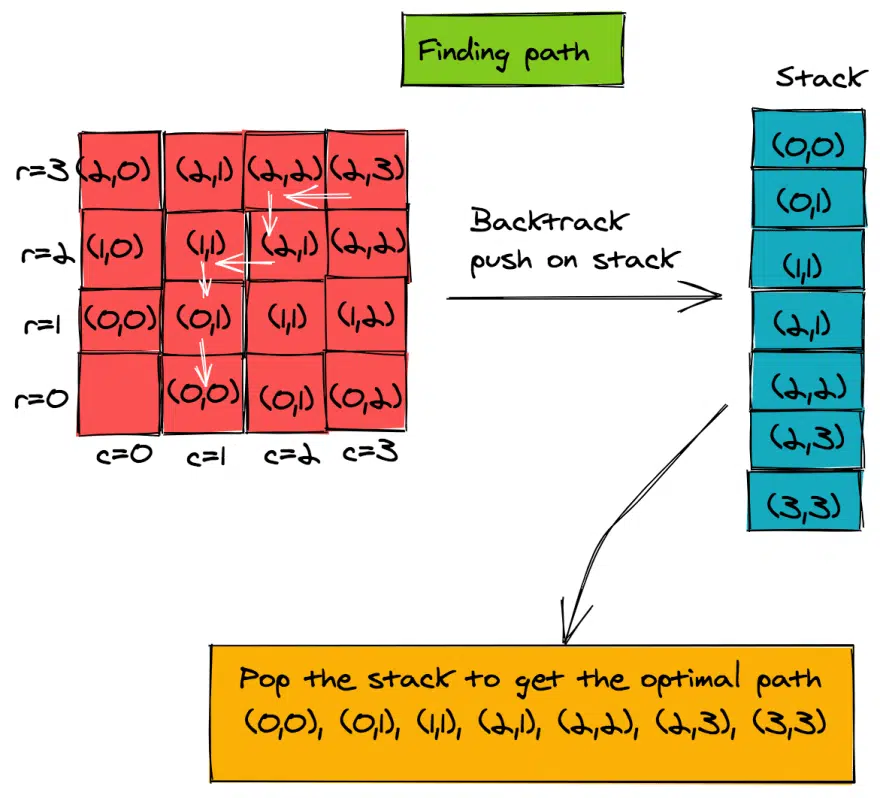 Finding path
Stack
r=3 (2,0) (2,1) (2,2) (2,3)
r=2 (1,0) (1,1) (2,1) (2,2)
r=1 (0,0) (0,1) (1,1) (1,2)
r=0 (0,0) (0,1) (0,2)
c=0 c=1 c=2 c=3
Backtrack
push on stack
(0,0)
(0,1)
(1,1)
(2,1)
(2,2)
(2,3)
(3,3)
Pop the stack to get the optimal path
(0,0), (0,1), (1,1), (2,1), (2,2), (2,3), (3,3)